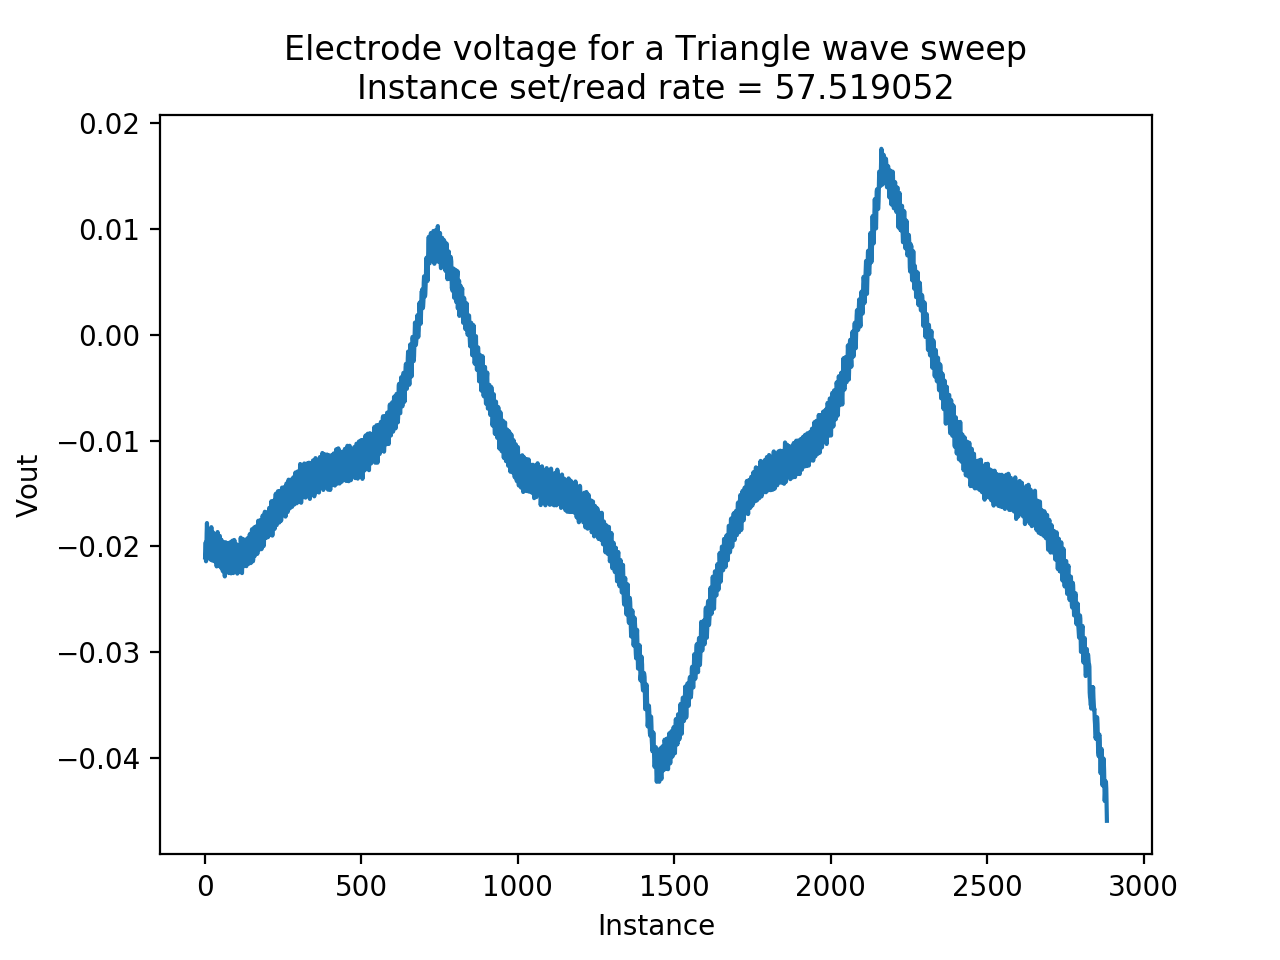 Electrode voltage for a Triangle wave sweep
Instance set/read rate = 57.519052
0.02
0.01
0.00
−0.01
−0.02
−0.03
−0.04
Vout
0 500 1000 1500 2000 2500 3000
Instance